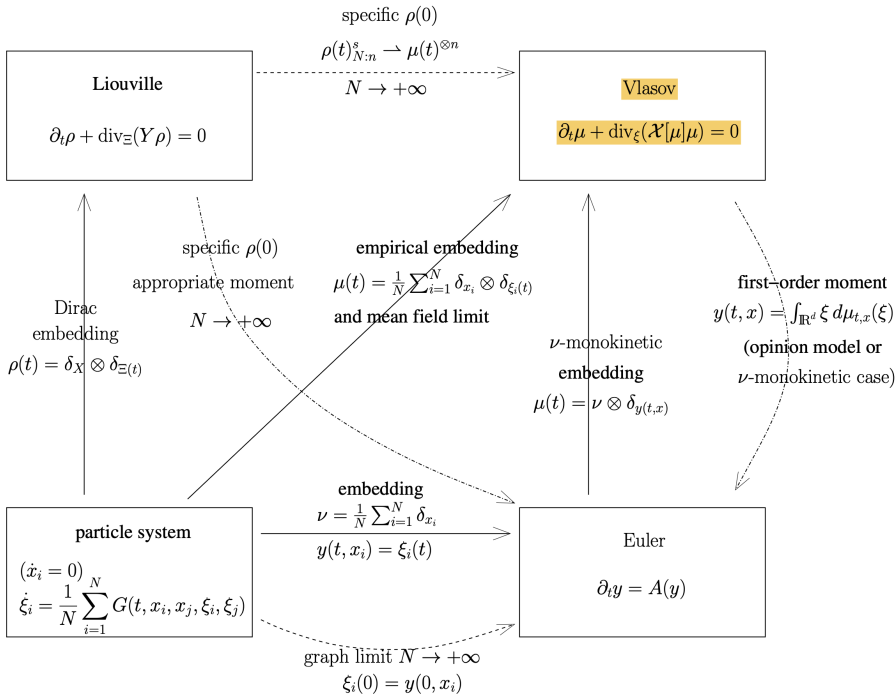 specific ρ(0)
ρ(t)^s_{N:n} ⇀ μ(t)^{⊗n}
N → +∞
Liouville
∂_tρ + div_Ξ(Yρ) = 0
Vlasov
∂_tμ + div_ξ(𝒳[μ]μ) = 0
specific ρ(0)
appropriate moment
N → +∞
empirical embedding
μ(t) = 1/N ∑_{i=1}^N δ_{x_i} ⊗ δ_{ξ_i(t)}
and mean field limit
Dirac
embedding
ρ(t) = δ_X ⊗ δ_{Ξ(t)}
ν-monokinetic
embedding
μ(t) = ν ⊗ δ_{y(t,x)}
first–order moment
y(t, x) = ∫_{ℝ^d} ξ dμ_{t,x}(ξ)
(opinion model or
ν-monokinetic case)
embedding
ν = 1/N ∑_{i=1}^N δ_{x_i}
y(t, x_i) = ξ_i(t)
particle system
(ẋ_i = 0)
ξ̇_i = 1/N ∑_{i=1}^N G(t, x_i, x_j, ξ_i, ξ_j)
Euler
∂_ty = A(y)
graph limit N → +∞
ξ_i(0) = y(0, x_i)